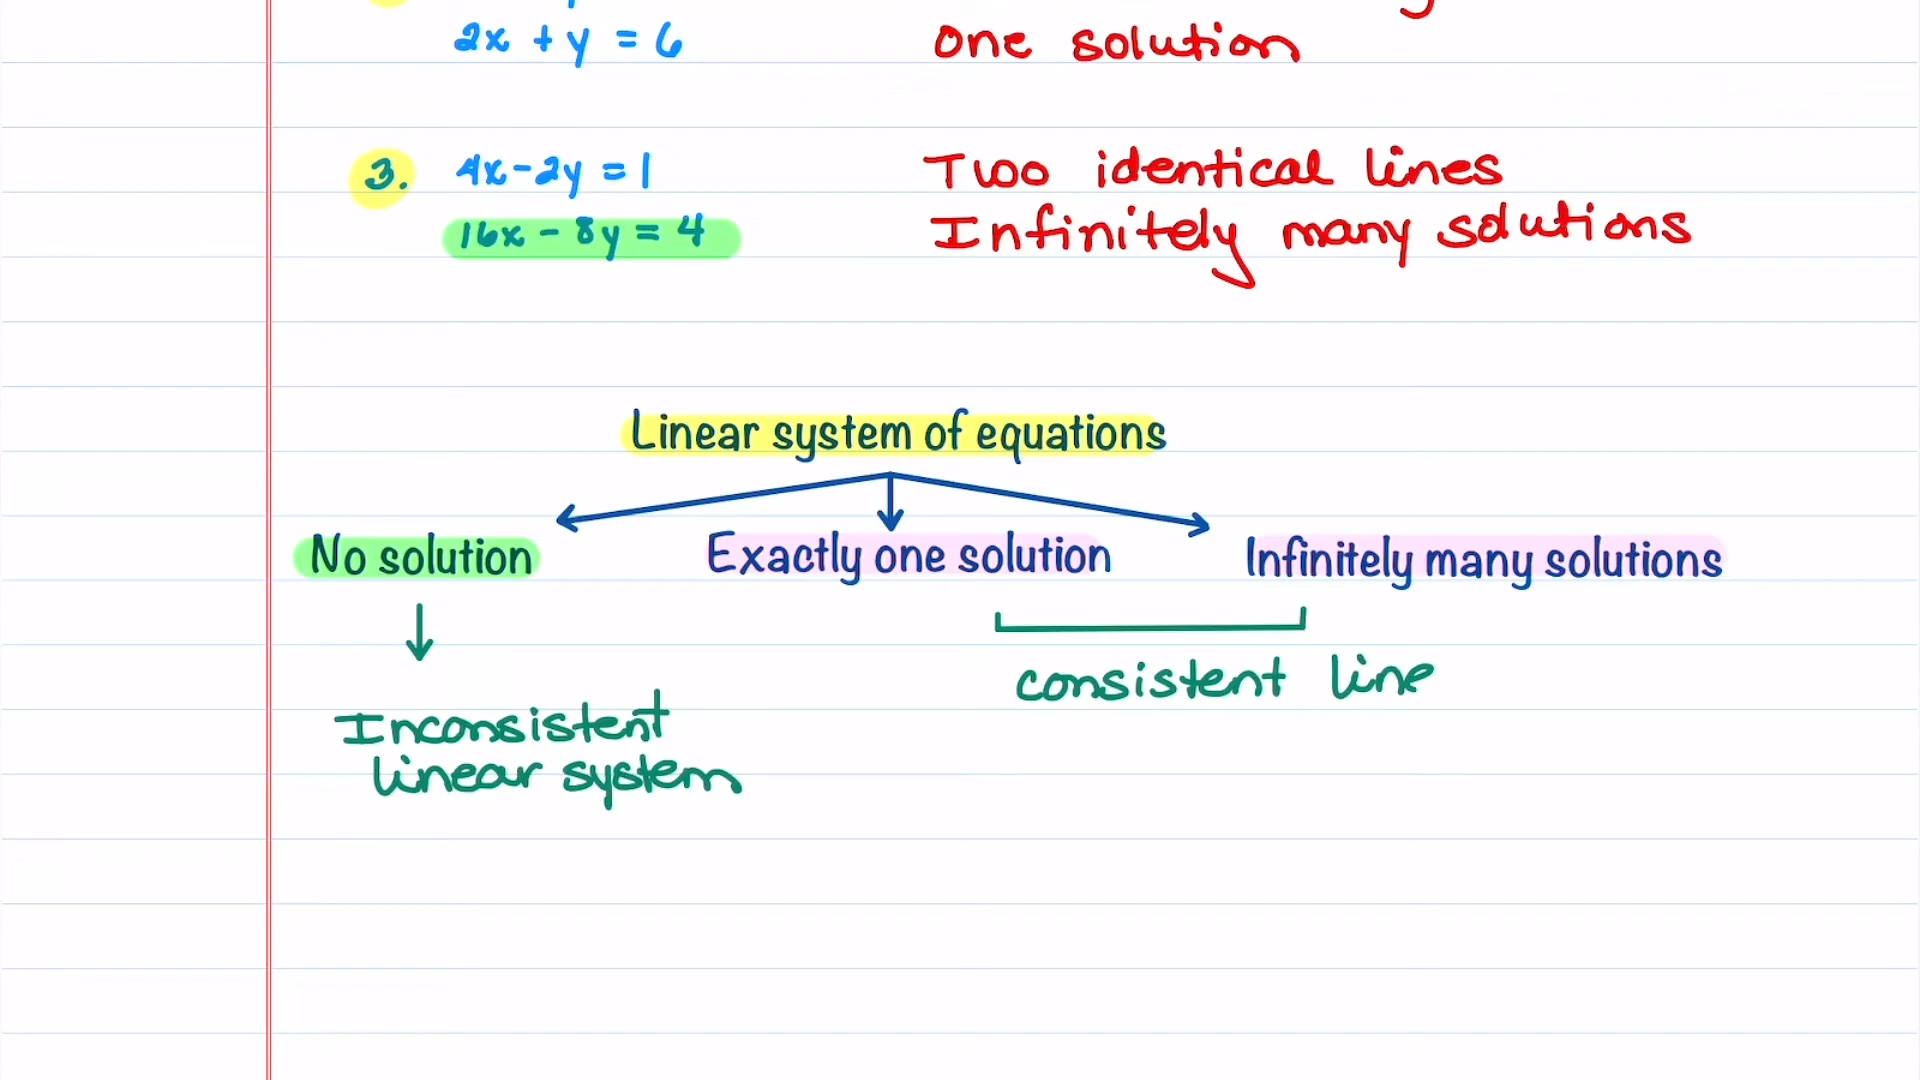 2x + y = 6
one solution
3. 4x-2y = 1
Two identical lines
16x - 8y = 4
Infinitely many solutions
Linear system of equations
No solution
Exactly one solution
Infinitely many solutions
consistent line
Inconsistent
linear system